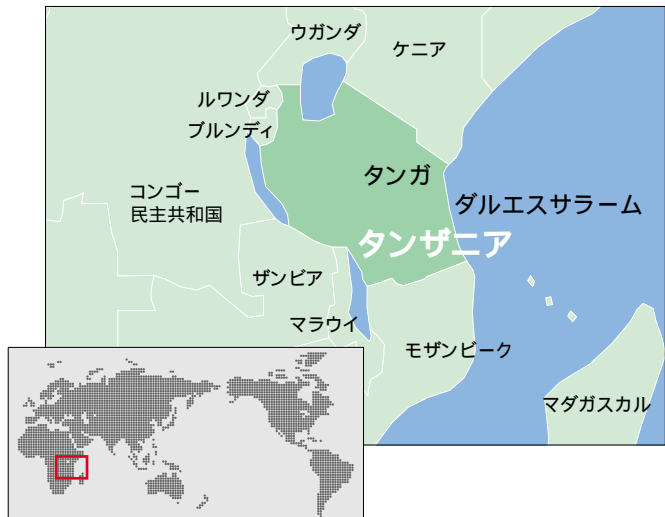 ウガンダ
ケニア
ルワンダ
ブルンディ
タンガ
コンゴー
民主共和国
ダルエスサラーム
タンザニア
ザンビア
マラウイ
モザンビーク
マダガスカル